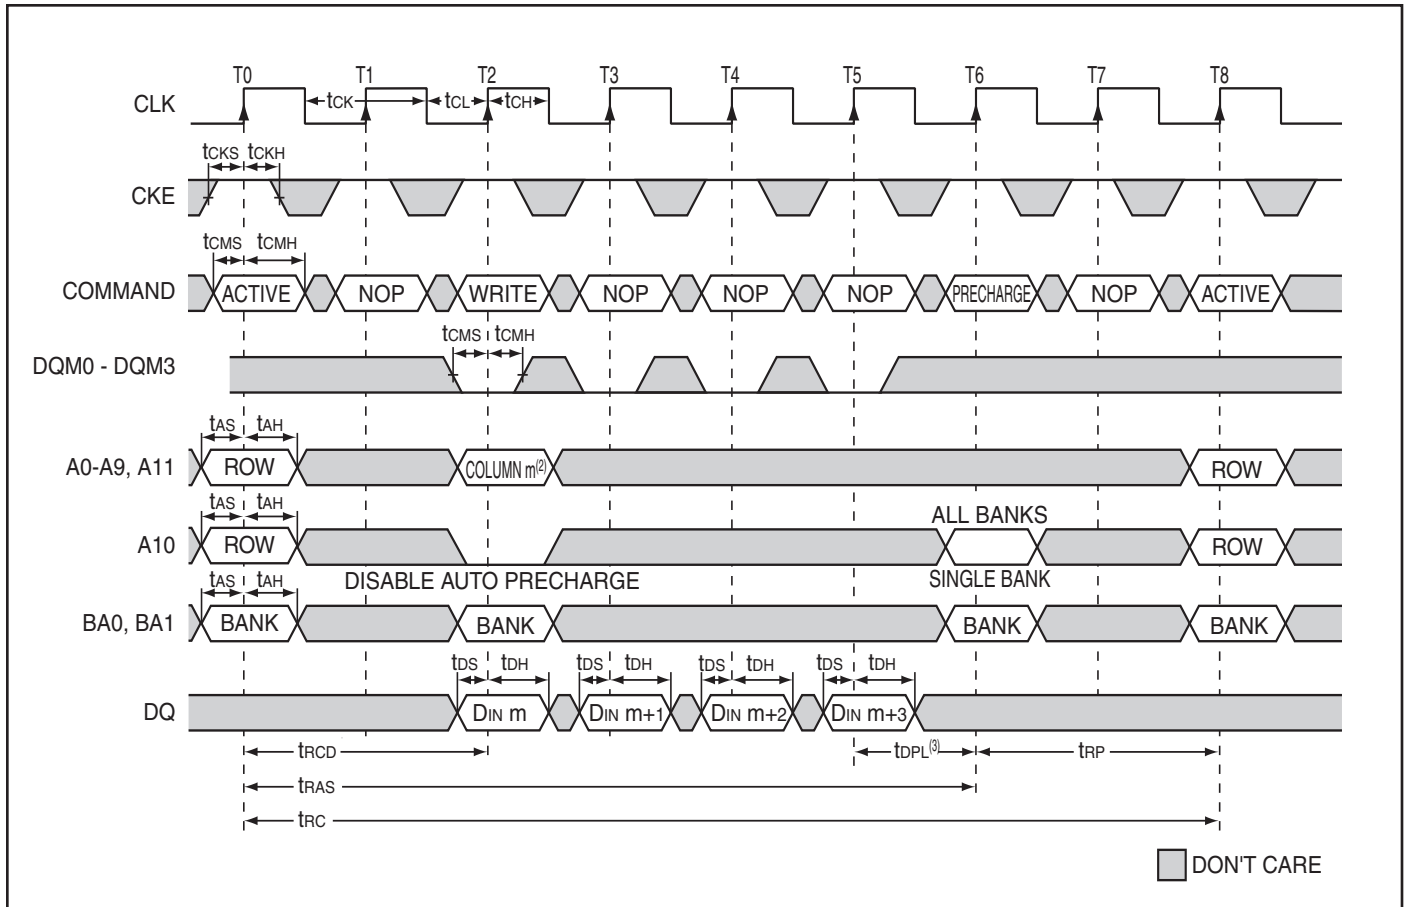 T0 T1 T2 T3 T4 T5 T6 T7 T8
CLK tCK tCL tCH
tCKS tCKH
CKE
tCMS tCMH
COMMAND ACTIVE NOP WRITE NOP NOP NOP PRECHARGE NOP ACTIVE
tCMS tCMH
DQM0 - DQM3
tAS tAH
A0-A9, A11 ROW COLUMN m(2) ROW
tAS tAH
ALL BANKS
A10 ROW ROW
DISABLE AUTO PRECHARGE SINGLE BANK
tAS tAH
BA0, BA1 BANK BANK BANK BANK
tDS tDH tDS tDH tDS tDH tDS tDH
DQ DIN m DIN m+1 DIN m+2 DIN m+3
tRCD tDPL(3) tRP
tRAS
tRC
DON'T CARE